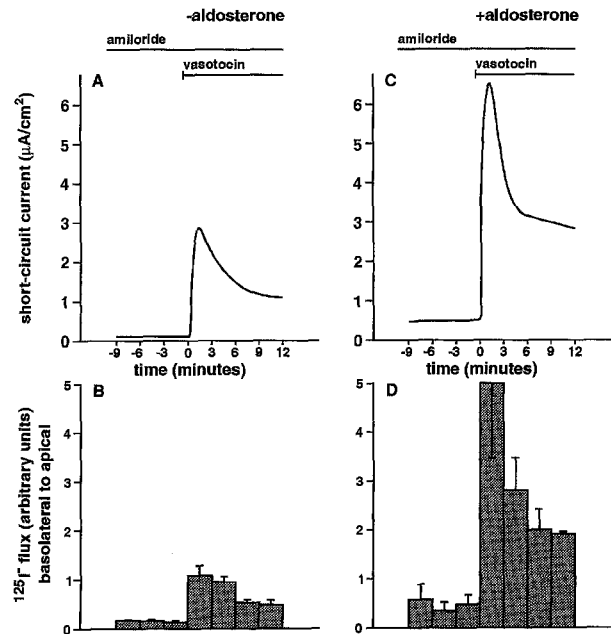 -aldosterone
+aldosterone
amiloride
amiloride
vasotocin
vasotocin
A
C
short-circuit current (μA/cm²)
6
5
4
3
2
1
0
-9 -6 -3 0 3 6 9 12
time (minutes)
6
5
4
3
2
1
0
-9 -6 -3 0 3 6 9 12
time (minutes)
B
D
¹²⁵I⁻ flux (arbitrary units)
basolateral to apical
5
4
3
2
1
0
5
4
3
2
1
0